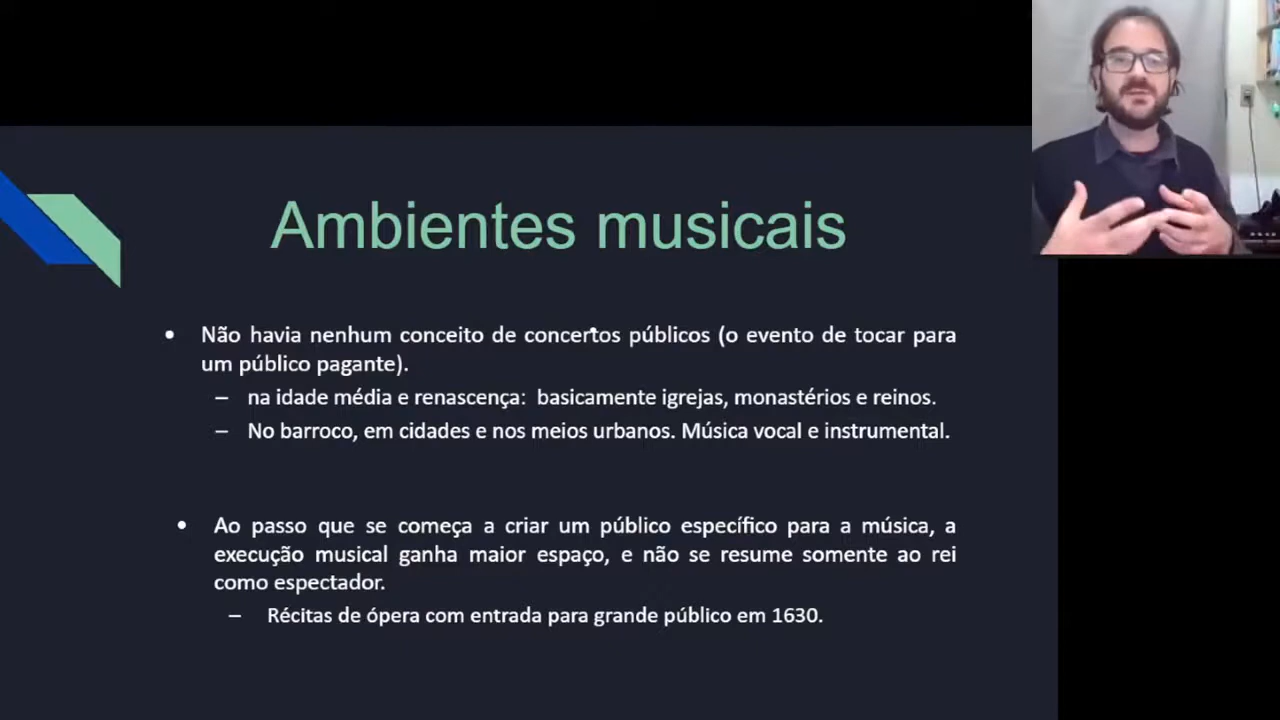 Ambientes musicais
• Não havia nenhum conceito de concertos públicos (o evento de tocar para
um público pagante).
– na idade média e renascença: basicamente igrejas, monastérios e reinos.
– No barroco, em cidades e nos meios urbanos. Música vocal e instrumental.
• Ao passo que se começa a criar um público específico para a música, a
execução musical ganha maior espaço, e não se resume somente ao rei
como espectador.
– Récitas de ópera com entrada para grande público em 1630.